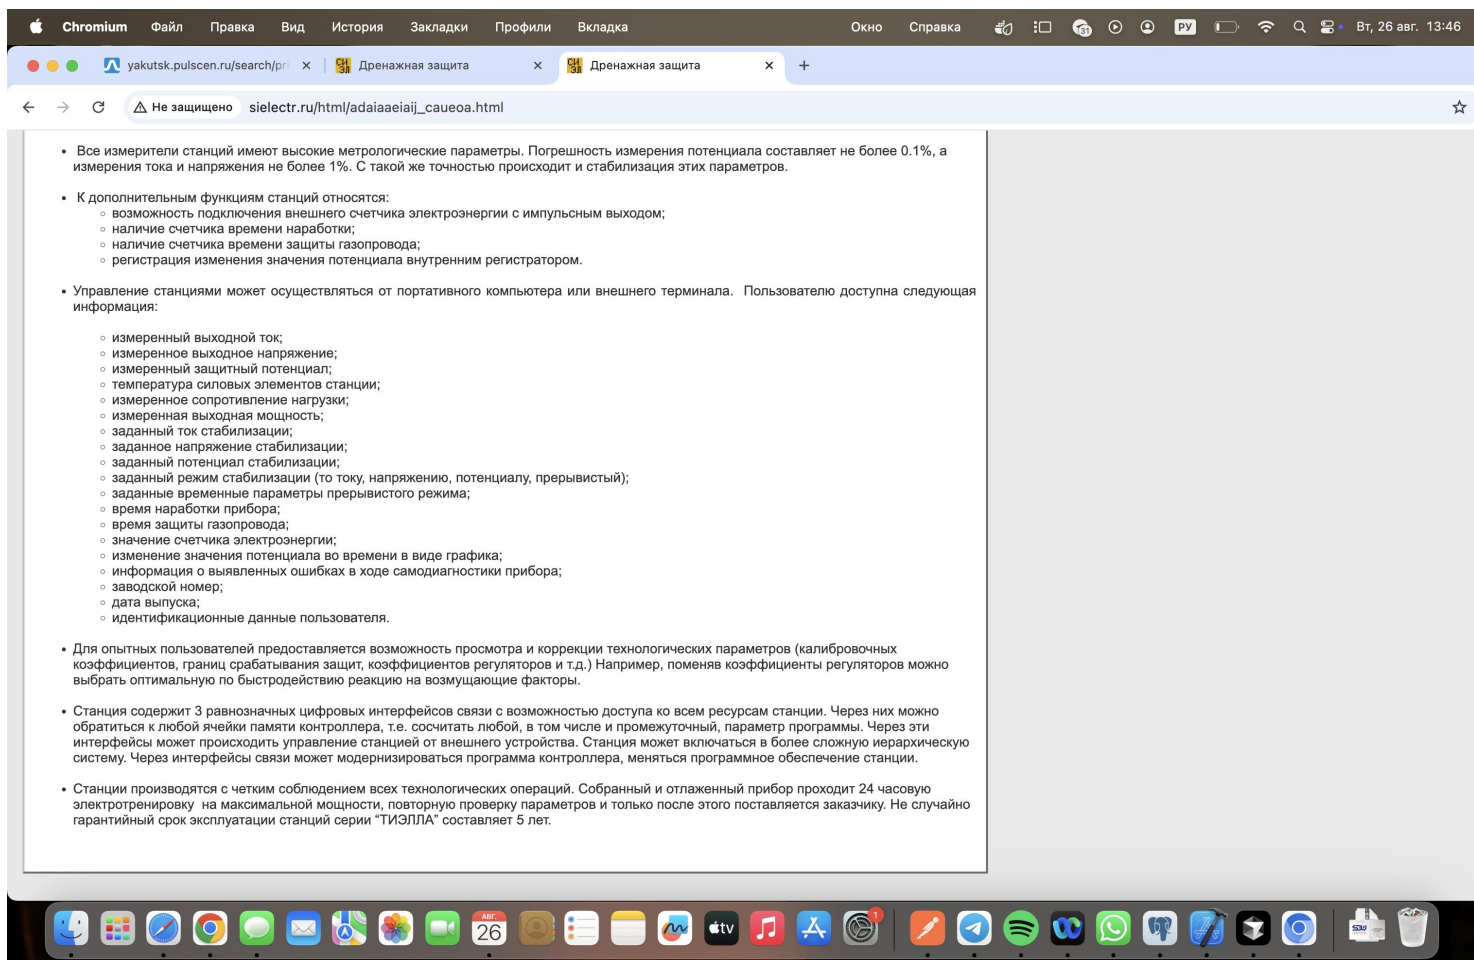 Chromium Файл Правка Вид История Закладки Профили Вкладка Окно Справка 31 РУ Вт, 26 авг. 13:46
yakutsk.pulscen.ru/search/pri СИ ЭЛ Дренажная защита СИ ЭЛ Дренажная защита
Не защищено sielectr.ru/html/adaiaaeiaij_caueoa.html
Все измерители станций имеют высокие метрологические параметры. Погрешность измерения потенциала составляет не более 0.1%, а
измерения тока и напряжения не более 1%. С такой же точностью происходит и стабилизация этих параметров.
К дополнительным функциям станций относятся:
возможность подключения внешнего счетчика электроэнергии с импульсным выходом;
наличие счетчика времени наработки;
наличие счетчика времени защиты газопровода;
регистрация изменения значения потенциала внутренним регистратором.
Управление станциями может осуществляться от портативного компьютера или внешнего терминала. Пользователю доступна следующая
информация:
измеренный выходной ток;
измеренное выходное напряжение;
измеренный защитный потенциал;
температура силовых элементов станции;
измеренное сопротивление нагрузки;
измеренная выходная мощность;
заданный ток стабилизации;
заданное напряжение стабилизации;
заданный потенциал стабилизации;
заданный режим стабилизации (то току, напряжению, потенциалу, прерывистый);
заданные временные параметры прерывистого режима;
время наработки прибора;
время защиты газопровода;
значение счетчика электроэнергии;
изменение значения потенциала во времени в виде графика;
информация о выявленных ошибках в ходе самодиагностики прибора;
заводской номер;
дата выпуска;
идентификационные данные пользователя.
Для опытных пользователей предоставляется возможность просмотра и коррекции технологических параметров (калибровочных
коэффициентов, границ срабатывания защит, коэффициентов регуляторов и т.д.) Например, поменяв коэффициенты регуляторов можно
выбрать оптимальную по быстродействию реакцию на возмущающие факторы.
Станция содержит 3 равнозначных цифровых интерфейсов связи с возможностью доступа ко всем ресурсам станции. Через них можно
обратиться к любой ячейки памяти контроллера, т.е. сосчитать любой, в том числе и промежуточный, параметр программы. Через эти
интерфейсы может происходить управление станцией от внешнего устройства. Станция может включаться в более сложную иерархическую
систему. Через интерфейсы связи может модернизироваться программа контроллера, меняться программное обеспечение станции.
Станции производятся с четким соблюдением всех технологических операций. Собранный и отлаженный прибор проходит 24 часовую
электротренировку на максимальной мощности, повторную проверку параметров и только после этого поставляется заказчику. Не случайно
гарантийный срок эксплуатации станций серии “ТИЭЛЛА” составляет 5 лет.
АВГ. 26 tv 1